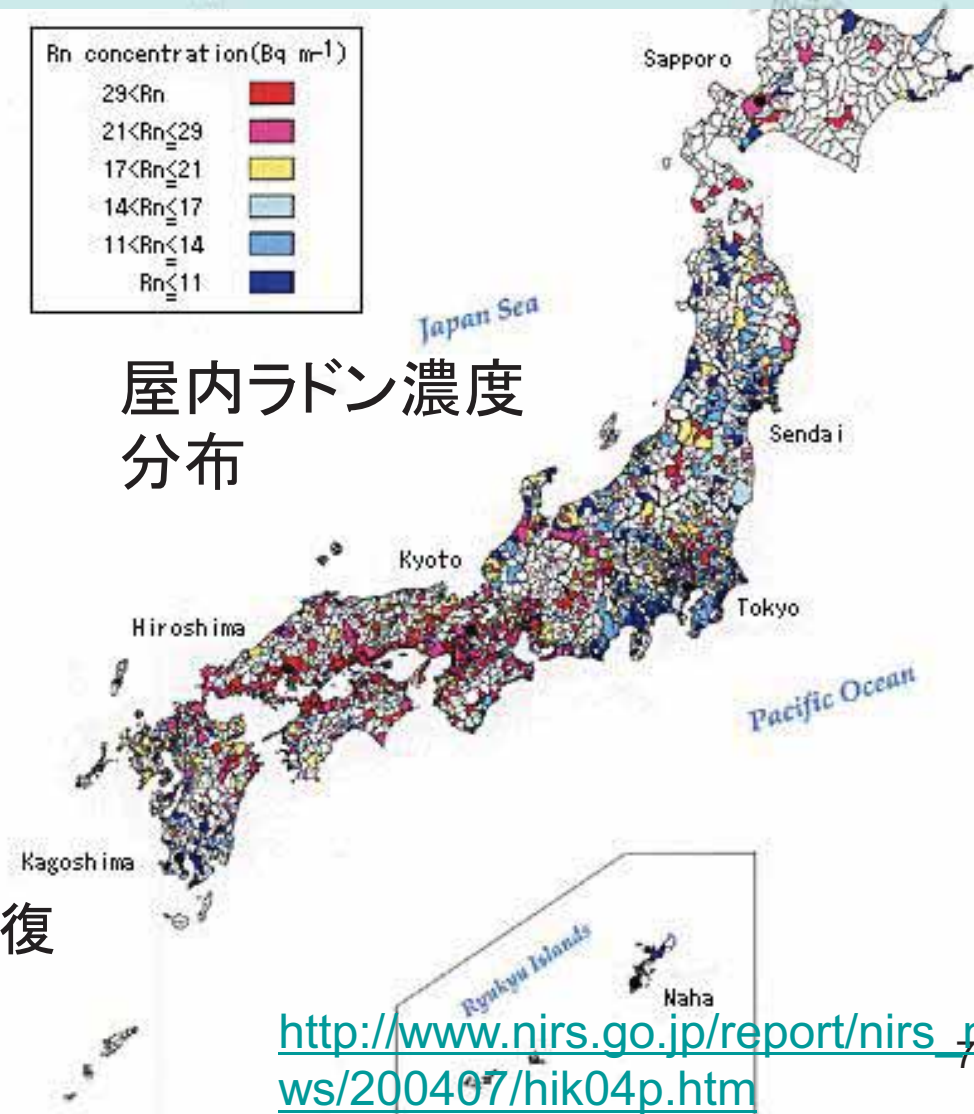 Rn concentration(Bq m-1)
29<Rn
21<Rn≦29
17<Rn≦21
14<Rn≦17
11<Rn≦14
Rn≦11
Sapporo
Japan Sea
屋内ラドン濃度
分布
Sendai
Kyoto
Tokyo
Hiroshima
Pacific Ocean
Kagoshima
復
Ryukyu Islands
Naha
http://www.nirs.go.jp/report/nirs_
ws/200407/hik04p.htm
7